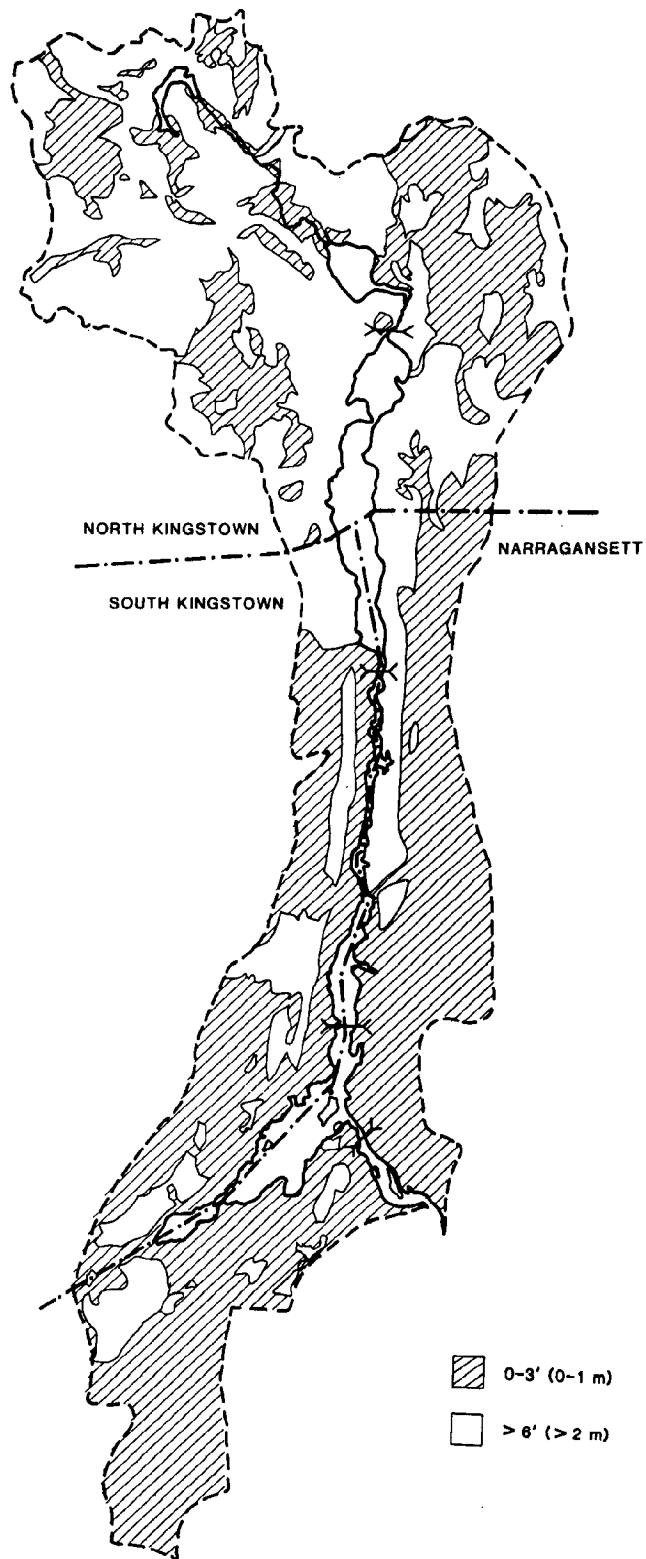 NORTH KINGSTOWN
NARRAGANSETT
SOUTH KINGSTOWN
0-3' (0-1 m)
> 6' (> 2 m)